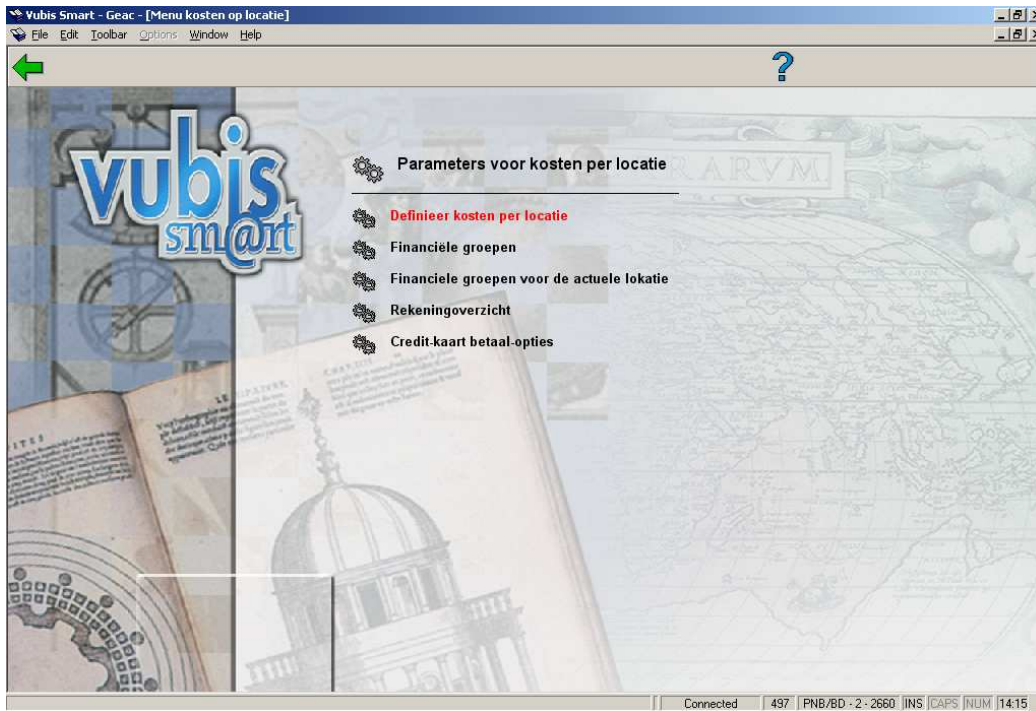 Vubis Smart - Geac - [Menu kosten op locatie]
File Edit Toolbar Options Window Help
?
vubis
sm@rt
RARVM
Parameters voor kosten per locatie
Definieer kosten per locatie
Financiële groepen
Financiele groepen voor de actuele lokatie
Rekeningoverzicht
Credit-kaart betaal-opties
Connected 497 PNB/BD - 2 - 2660 INS CAPS NUM 14:15